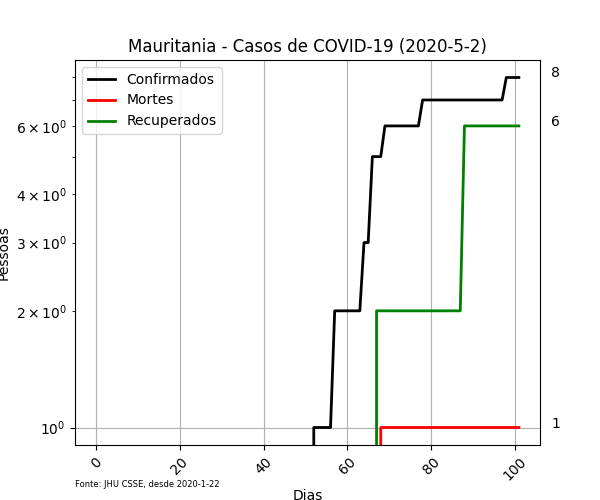 Mauritania - Casos de COVID-19 (2020-5-2)
Confirmados
Mortes
Recuperados
8
6
1
6 × 10⁰
4 × 10⁰
3 × 10⁰
2 × 10⁰
10⁰
Pessoas
0
20
40
60
80
100
Fonte: JHU CSSE, desde 2020-1-22
Dias